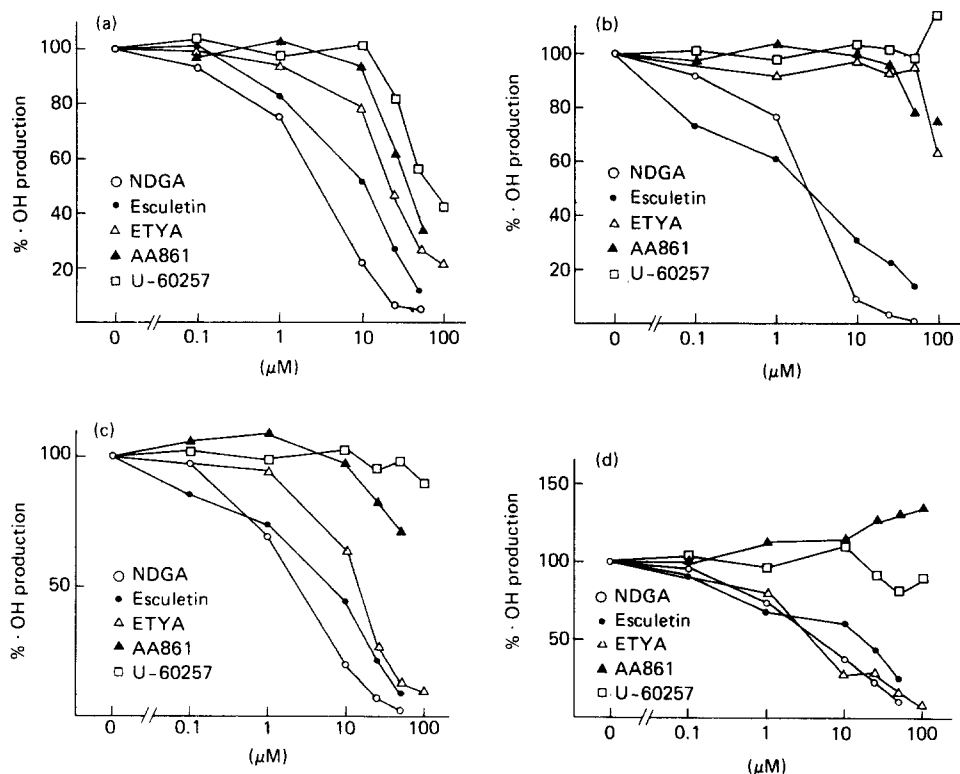 (a)
% · OH production
100
80
60
40
20
NDGA
Esculetin
ETYA
AA861
U-60257
0
0.1
1
10
100
(μM)
(b)
% · OH production
100
80
60
40
20
NDGA
Esculetin
ETYA
AA861
U-60257
0
0.1
1
10
100
(μM)
(c)
% · OH production
100
50
NDGA
Esculetin
ETYA
AA861
U-60257
0
0.1
1
10
100
(μM)
(d)
% · OH production
150
100
50
NDGA
Esculetin
ETYA
AA861
U-60257
0
0.1
1
10
100
(μM)